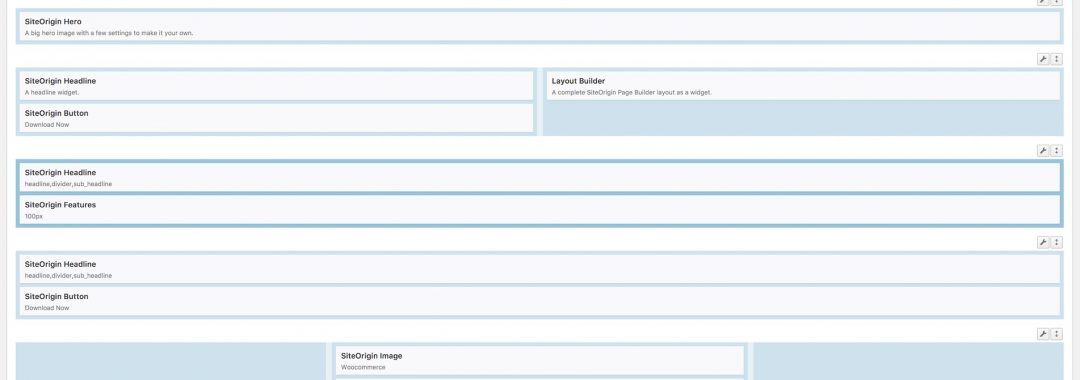 SiteOrigin Hero
A big hero image with a few settings to make it your own.
SiteOrigin Headline
A headline widget.
SiteOrigin Button
Download Now
Layout Builder
A complete SiteOrigin Page Builder layout as a widget.
SiteOrigin Headline
headline,divider,sub_headline
SiteOrigin Features
100px
SiteOrigin Headline
headline,divider,sub_headline
SiteOrigin Button
Download Now
SiteOrigin Image
Woocommerce